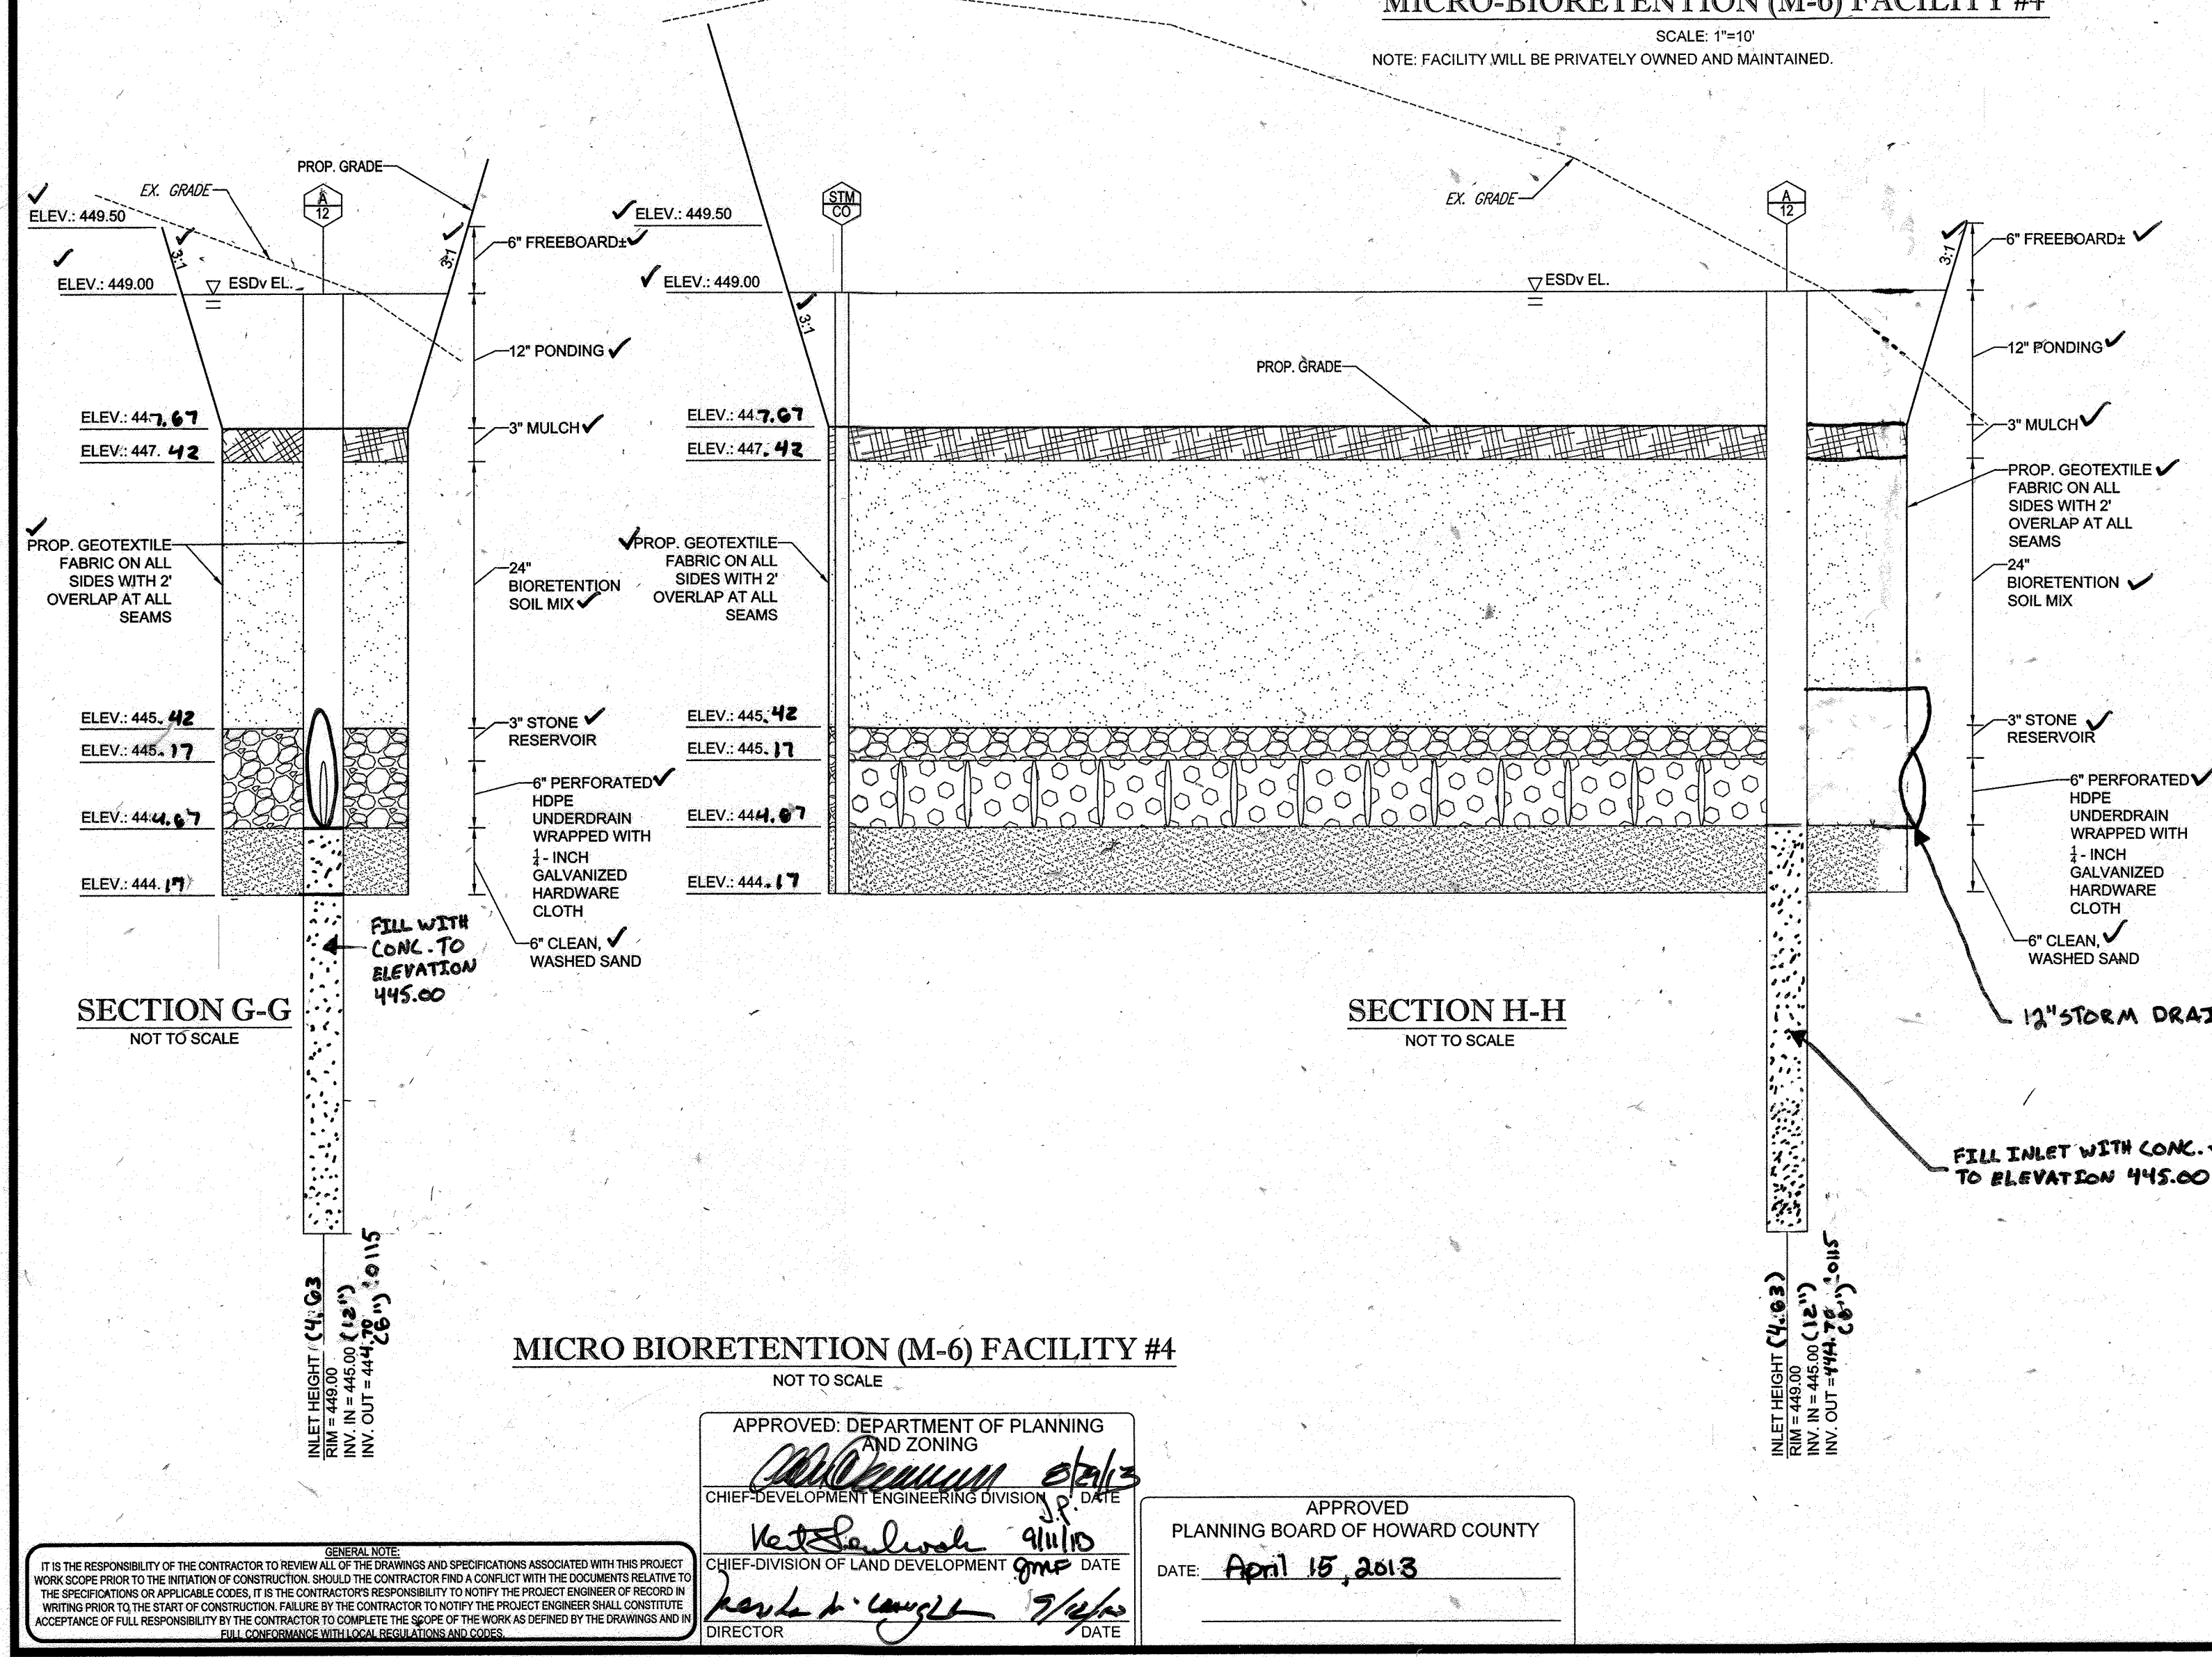 MICRO-BIORETENTION (M-6) FACILITY #4
SCALE: 1"=10'
NOTE: FACILITY WILL BE PRIVATELY OWNED AND MAINTAINED.
PROP. GRADE
EX. GRADE
A
12
ELEV.: 449.50
3:1
3:1
6" FREEBOARD±
ELEV.: 449.00
ESDv EL.
12" PONDING
ELEV.: 447.67
3" MULCH
ELEV.: 447.42
PROP. GEOTEXTILE
FABRIC ON ALL
SIDES WITH 2'
OVERLAP AT ALL
SEAMS
24"
BIORETENTION
SOIL MIX
ELEV.: 445.42
3" STONE
RESERVOIR
ELEV.: 445.17
6" PERFORATED
HDPE
UNDERDRAIN
WRAPPED WITH
1/4 - INCH
GALVANIZED
HARDWARE
CLOTH
ELEV.: 444.67
ELEV.: 444.17
6" CLEAN,
WASHED SAND
FILL WITH
CONC. TO
ELEVATION
445.00
SECTION G-G
NOT TO SCALE
INLET HEIGHT (4.63
RIM = 449.00
INV. IN = 445.00 (12")
INV. OUT = 444.70 .0115
(6")
STM
CO
EX. GRADE
A
12
ELEV.: 449.50
3:1
6" FREEBOARD±
ELEV.: 449.00
ESDv EL.
3:1
12" PONDING
PROP. GRADE
ELEV.: 447.67
3" MULCH
ELEV.: 447.42
PROP. GEOTEXTILE
FABRIC ON ALL
SIDES WITH 2'
OVERLAP AT ALL
SEAMS
PROP. GEOTEXTILE
FABRIC ON ALL
SIDES WITH 2'
OVERLAP AT ALL
SEAMS
24"
BIORETENTION
SOIL MIX
ELEV.: 445.42
3" STONE
RESERVOIR
ELEV.: 445.17
6" PERFORATED
HDPE
UNDERDRAIN
WRAPPED WITH
1/4 - INCH
GALVANIZED
HARDWARE
CLOTH
ELEV.: 444.67
ELEV.: 444.17
6" CLEAN,
WASHED SAND
12" STORM DRAI
FILL INLET WITH CONC.
TO ELEVATION 445.00
SECTION H-H
NOT TO SCALE
INLET HEIGHT (4.63)
RIM = 449.00
INV. IN = 445.00 (12")
INV. OUT = 444.70 .0115
(6")
MICRO BIORETENTION (M-6) FACILITY #4
NOT TO SCALE
APPROVED: DEPARTMENT OF PLANNING
AND ZONING
8/29/13
CHIEF-DEVELOPMENT ENGINEERING DIVISION DATE
J.P.
9/11/13
CHIEF-DIVISION OF LAND DEVELOPMENT DATE
DIRECTOR DATE
APPROVED
PLANNING BOARD OF HOWARD COUNTY
DATE: April 15, 2013
GENERAL NOTE:
IT IS THE RESPONSIBILITY OF THE CONTRACTOR TO REVIEW ALL OF THE DRAWINGS AND SPECIFICATIONS ASSOCIATED WITH THIS PROJECT
WORK SCOPE PRIOR TO THE INITIATION OF CONSTRUCTION. SHOULD THE CONTRACTOR FIND A CONFLICT WITH THE DOCUMENTS RELATIVE TO
THE SPECIFICATIONS OR APPLICABLE CODES, IT IS THE CONTRACTOR'S RESPONSIBILITY TO NOTIFY THE PROJECT ENGINEER OF RECORD IN
WRITING PRIOR TO THE START OF CONSTRUCTION. FAILURE BY THE CONTRACTOR TO NOTIFY THE PROJECT ENGINEER SHALL CONSTITUTE
ACCEPTANCE OF FULL RESPONSIBILITY BY THE CONTRACTOR TO COMPLETE THE SCOPE OF THE WORK AS DEFINED BY THE DRAWINGS AND IN
FULL CONFORMANCE WITH LOCAL REGULATIONS AND CODES.